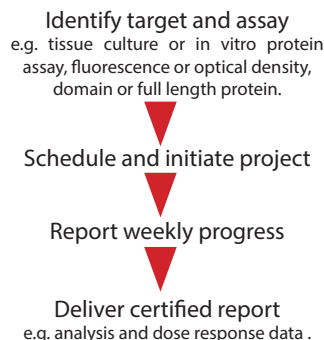 Identify target and assay
e.g. tissue culture or in vitro protein
assay, fluorescence or optical density,
domain or full length protein.
Schedule and initiate project
Report weekly progress
Deliver certified report
e.g. analysis and dose response data .